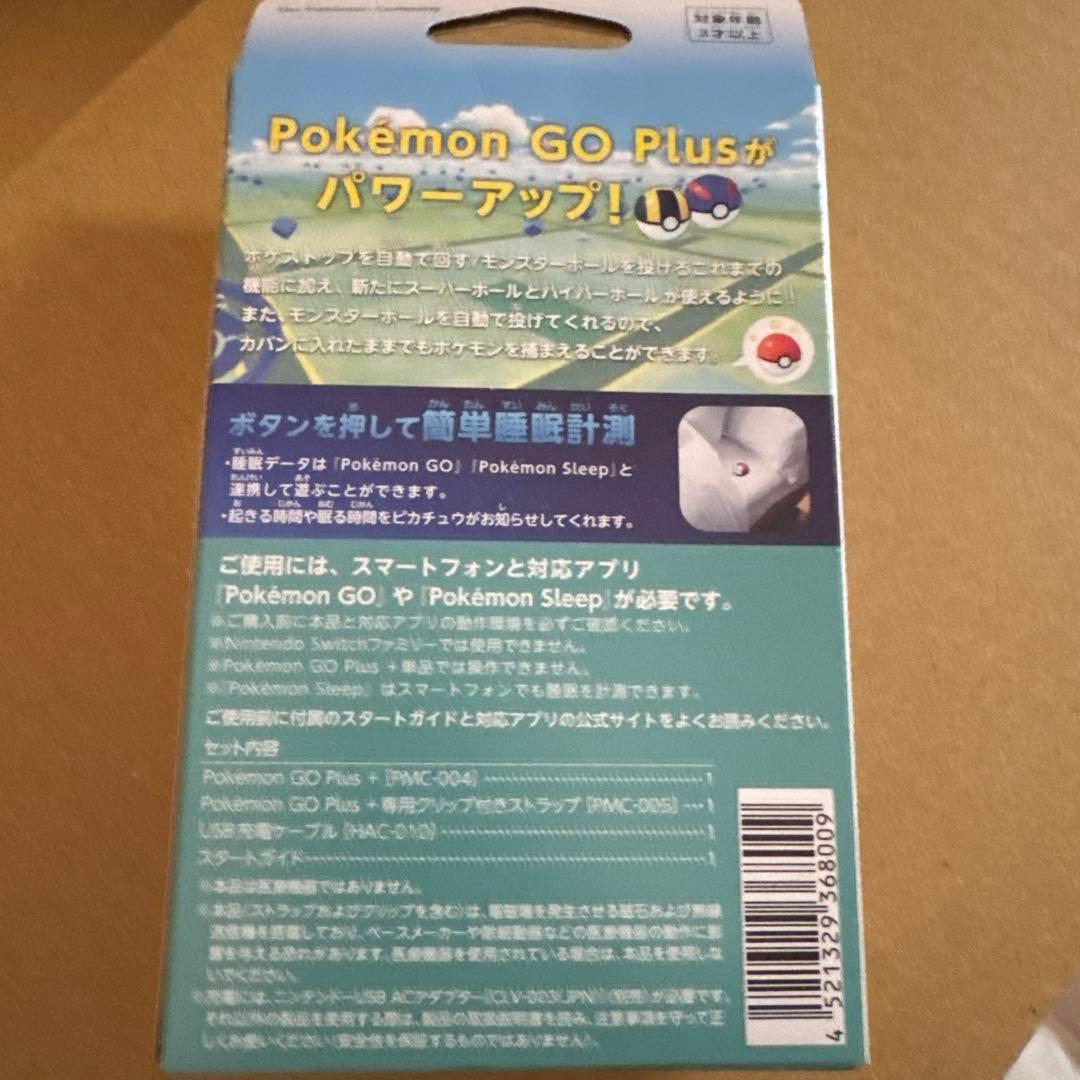 The Pokémon Company
対象年齢
3才以上
Pokémon GO Plusが
パワーアップ!
ポケストップを自動で回す/モンスターボールを投げるこれまでの
機能に加え、新たにスーパーボールとハイパーボールが使えるように!!
また、モンスターボールを自動で投げてくれるので、
カバンに入れたままでもポケモンを捕まえることができます。
ボタンを押して簡単睡眠計測
・睡眠データは『Pokémon GO』『Pokémon Sleep』と
連携して遊ぶことができます。
・起きる時間や眠る時間をピカチュウがお知らせしてくれます。
ご使用には、スマートフォンと対応アプリ
『Pokémon GO』や『Pokémon Sleep』が必要です。
※ご購入前に本品と対応アプリの動作環境を必ずご確認ください。
※Nintendo Switchファミリーでは使用できません。
※Pokémon GO Plus +単品では操作できません。
※『Pokémon Sleep』はスマートフォンでも睡眠を計測できます。
ご使用前に付属のスタートガイドと対応アプリの公式サイトをよくお読みください。
セット内容
Pokémon GO Plus + [PMC-004] 1
Pokémon GO Plus +専用クリップ付きストラップ [PMC-005] 1
USB充電ケーブル [HAC-010] 1
スタートガイド 1
※本品は医療機器ではありません。
※本品(ストラップおよびクリップを含む)は、電磁場を発生させる磁石および無線
送信機を搭載しており、ペースメーカーや除細動器などの医療機器の動作に影
響を与える恐れがあります。医療機器を使用されている場合は、本品を使用しな
いでください。
※充電には、ニンテンドーUSB ACアダプター[CLV-003(JPN)](別売)が必要です。
それ以外の製品を使用する際は、製品の取扱説明書を読み、注意事項を守って正
しくお使いください(安全性を保証するものではありません)。
4 521329 368009